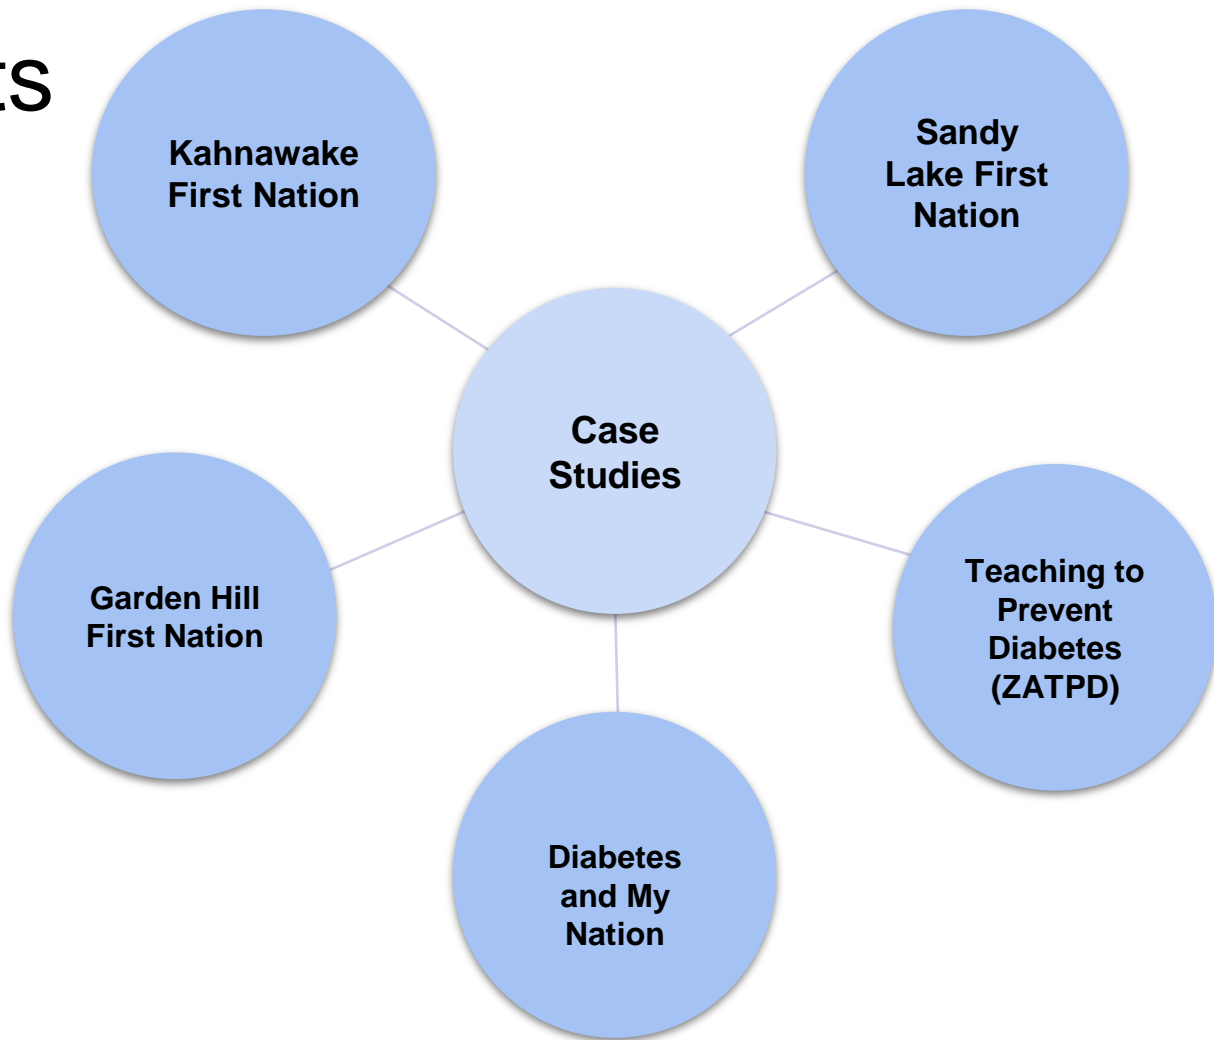 ts
Kahnawake
First Nation
Sandy
Lake First
Nation
Case
Studies
Garden Hill
First Nation
Teaching to
Prevent
Diabetes
(ZATPD)
Diabetes
and My
Nation